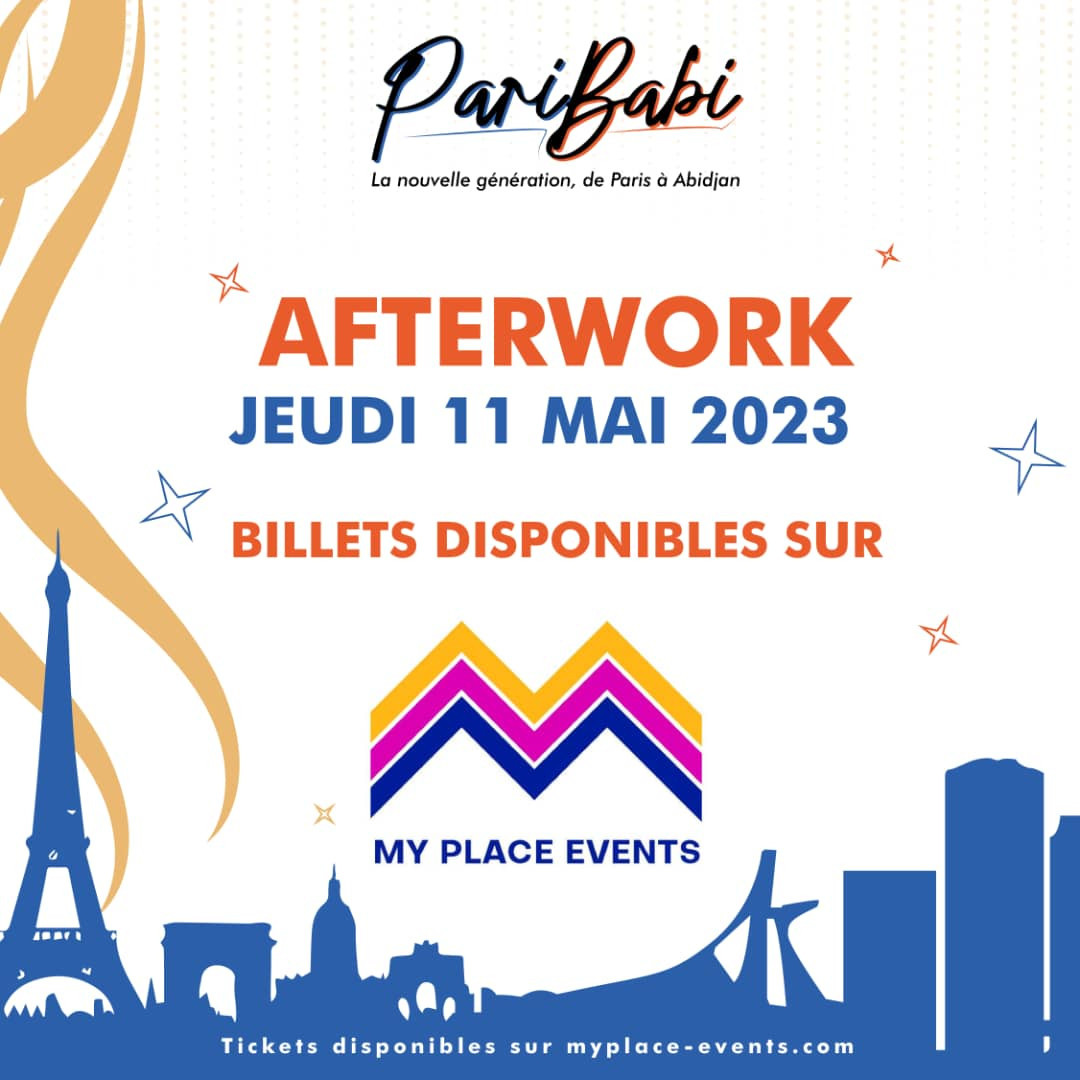 PariBabi
La nouvelle génération, de Paris à Abidjan
AFTERWORK
JEUDI 11 MAI 2023
BILLETS DISPONIBLES SUR
MY PLACE EVENTS
Tickets disponibles sur myplace-events.com